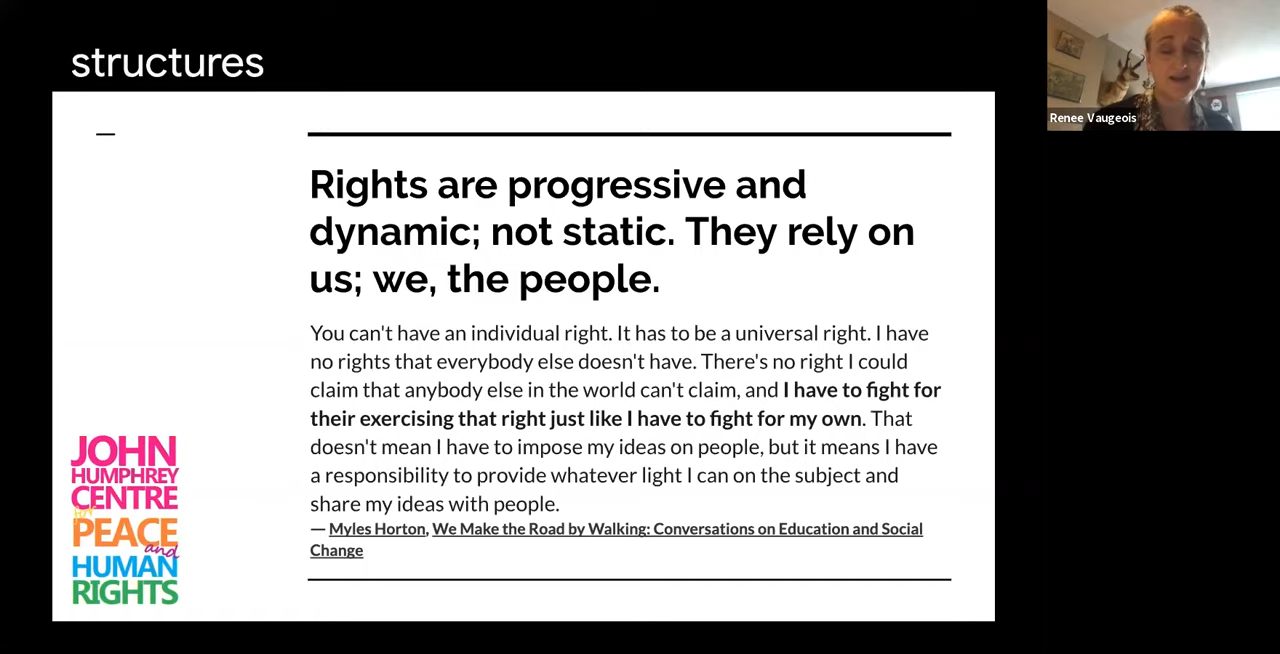 structures
Renee Vaugeois
Rights are progressive and
dynamic; not static. They rely on
us; we, the people.
You can't have an individual right. It has to be a universal right. I have
no rights that everybody else doesn't have. There's no right I could
claim that anybody else in the world can't claim, and I have to fight for
their exercising that right just like I have to fight for my own. That
doesn't mean I have to impose my ideas on people, but it means I have
a responsibility to provide whatever light I can on the subject and
share my ideas with people.
— Myles Horton, We Make the Road by Walking: Conversations on Education and Social
Change
JOHN
HUMPHREY
CENTRE
for
PEACE
and
HUMAN
RIGHTS